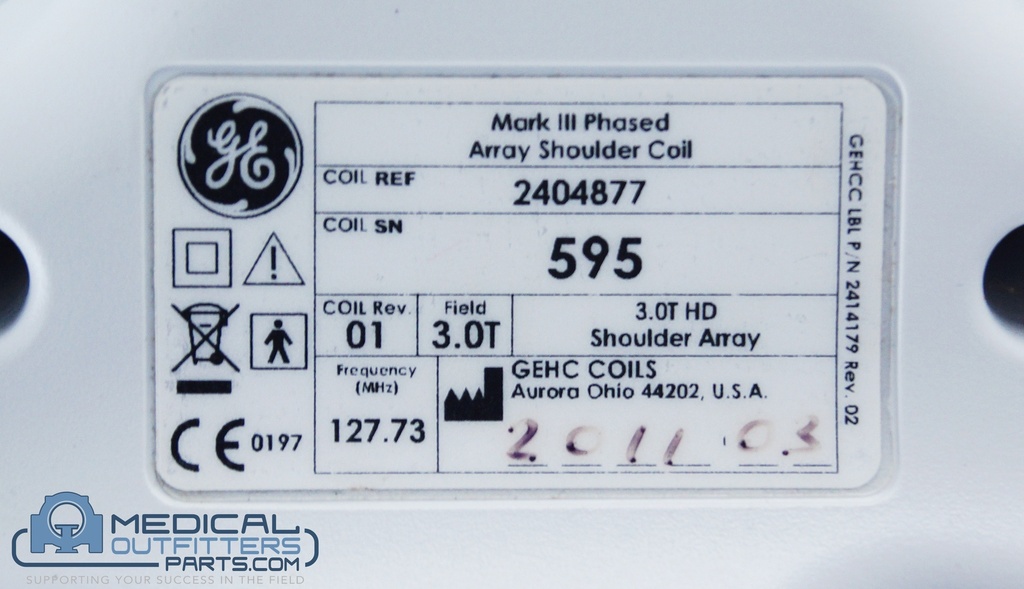 GE
Mark III Phased
Array Shoulder Coil
COIL REF
2404877
COIL SN
595
COIL Rev.
01
Field
3.0T
3.0T HD
Shoulder Array
Frequency
(MHz)
127.73
GEHC COILS
Aurora Ohio 44202, U.S.A.
2011.03
CE 0197
GEHCC LBL P/N 2414179 Rev. 02
MEDICAL
OUTFITTERS
PARTS.COM
SUPPORTING YOUR SUCCESS IN THE FIELD